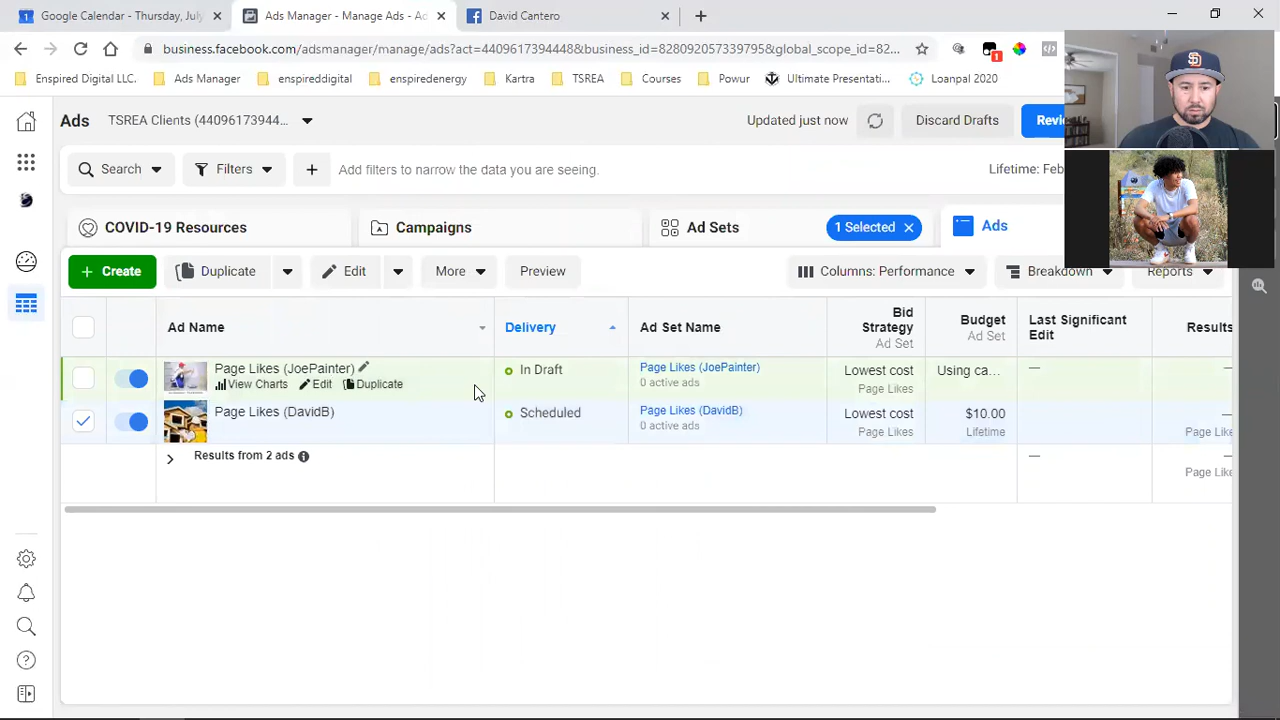 Google Calendar - Thursday, July
Ads Manager - Manage Ads - Ads
David Cantero
business.facebook.com/adsmanager/manage/ads?act=4409617394448&business_id=828092057339795&global_scope_id=82...
1
Enspired Digital LLC.
Ads Manager
enspireddigital
enspiredenergy
Kartra
TSREA
Courses
Powur
Ultimate Presentati...
Loanpal 2020
Ads
TSREA Clients (44096173944...
Updated just now
Discard Drafts
Search
Filters
Add filters to narrow the data you are seeing.
Lifetime: Feb
COVID-19 Resources
Campaigns
Ad Sets
1 Selected
Ads
Create
Duplicate
Edit
More
Preview
Columns: Performance
Breakdown
Reports
Ad Name
Delivery
Ad Set Name
Bid Strategy
Ad Set
Budget
Ad Set
Last Significant Edit
Results
Page Likes (JoePainter)
View Charts
Edit
Duplicate
In Draft
Page Likes (JoePainter)
0 active ads
Lowest cost
Page Likes
Using ca...
—
—
Page Likes (DavidB)
Scheduled
Page Likes (DavidB)
0 active ads
Lowest cost
Page Likes
$10.00
Lifetime
—
Page Like
Results from 2 ads
—
—
Page Like